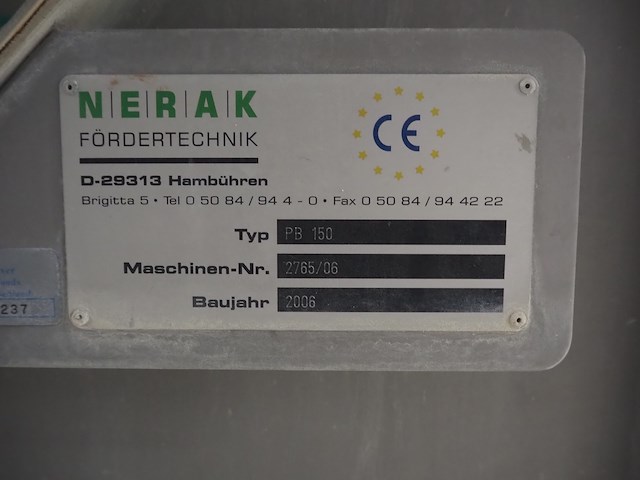 N|E|R|A|K
FÖRDERTECHNIK
CE
D-29313 Hambühren
Brigitta 5 • Tel 0 50 84 / 94 4 - 0 • Fax 0 50 84 / 94 42 22
Typ PB 150
Maschinen-Nr. 2765/06
Baujahr 2006
237